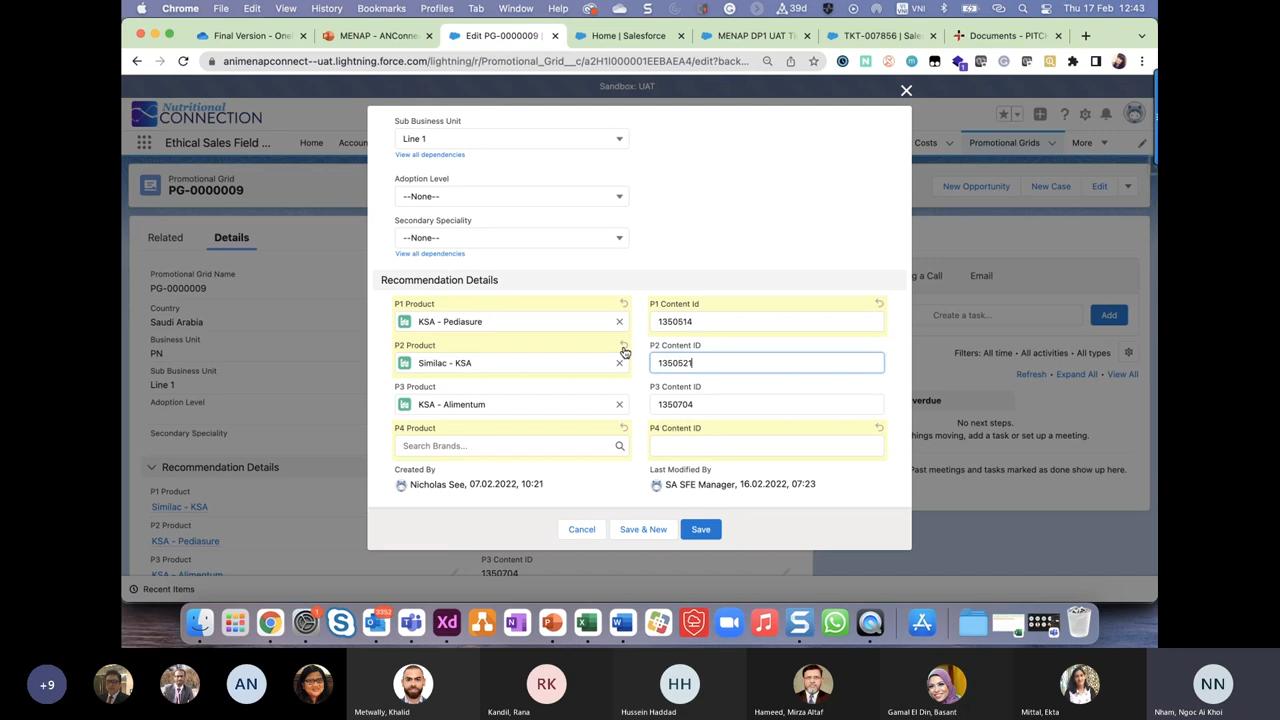 Chrome File Edit View History Bookmarks Profiles Tab Window Help 39d VNI Thu 17 Feb 12:43
Final Version - One
MENAP - ANConne
Edit PG-0000009
Home | Salesforce
MENAP DP1 UAT T
TKT-007856 | Sale
Documents - PITCH
animenapconnect--uat.lightning.force.com/lightning/r/Promotional_Grid__c/a2H1l000001EEBAEA4/edit?back...
Sandbox: UAT
Nutritional
CONNECTION
Ethical Sales Field ...
Home
Accoun
Costs
Promotional Grids
More
Promotional Grid
PG-0000009
New Opportunity
New Case
Edit
Related
Details
Promotional Grid Name
PG-0000009
Country
Saudi Arabia
Business Unit
PN
Sub Business Unit
Line 1
Adoption Level
Secondary Speciality
Recommendation Details
P1 Product
Similac - KSA
P2 Product
KSA - Pediasure
P3 Product
KSA - Alimentum
P3 Content ID
1350704
Sub Business Unit
Line 1
View all dependencies
Adoption Level
--None--
Secondary Speciality
--None--
View all dependencies
Recommendation Details
P1 Product
KSA - Pediasure
P1 Content Id
1350514
P2 Product
Similac - KSA
P2 Content ID
1350521
P3 Product
KSA - Alimentum
P3 Content ID
1350704
P4 Product
Search Brands...
P4 Content ID
Created By
Nicholas See, 07.02.2022, 10:21
Last Modified By
SA SFE Manager, 16.02.2022, 07:23
Cancel
Save & New
Save
g a Call
Email
Create a task...
Add
Filters: All time • All activities • All types
Refresh • Expand All • View All
verdue
No next steps.
hings moving, add a task or set up a meeting.
Past meetings and tasks marked as done show up here.
Recent Items
1
3352
Xd
+9
AN
Metwally, Khalid
RK
Kandil, Rana
HH
Hussein Haddad
Hameed, Mirza Altaf
Gamal El Din, Basant
Mittal, Ekta
NN
Nham, Ngoc Ai Khoi